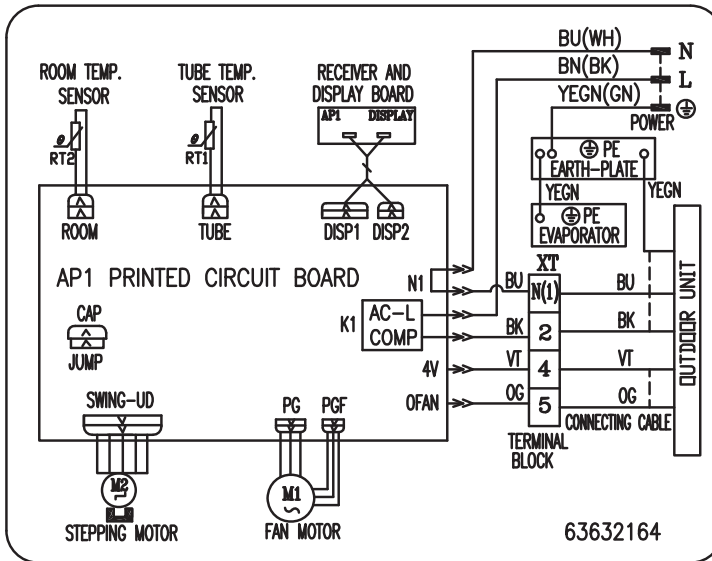 BU(WH)
N
BN(BK)
L
YEGN(GN)
POWER
ROOM TEMP.
SENSOR
RT2
ROOM
TUBE TEMP.
SENSOR
RT1
TUBE
RECEIVER AND
DISPLAY BOARD
AP1 DISPLAY
DISP1 DISP2
PE
EARTH-PLATE
YEGN
YEGN
PE
EVAPORATOR
AP1 PRINTED CIRCUIT BOARD
N1
K1
AC-L
COMP
4V
OFAN
CAP
JUMP
XT
BU
N(1)
BU
BK
2
BK
VT
4
VT
OG
5
OG
TERMINAL
BLOCK
CONNECTING CABLE
OUTDOOR UNIT
SWING-UD
M2
STEPPING MOTOR
PG
PGF
M1
FAN MOTOR
63632164